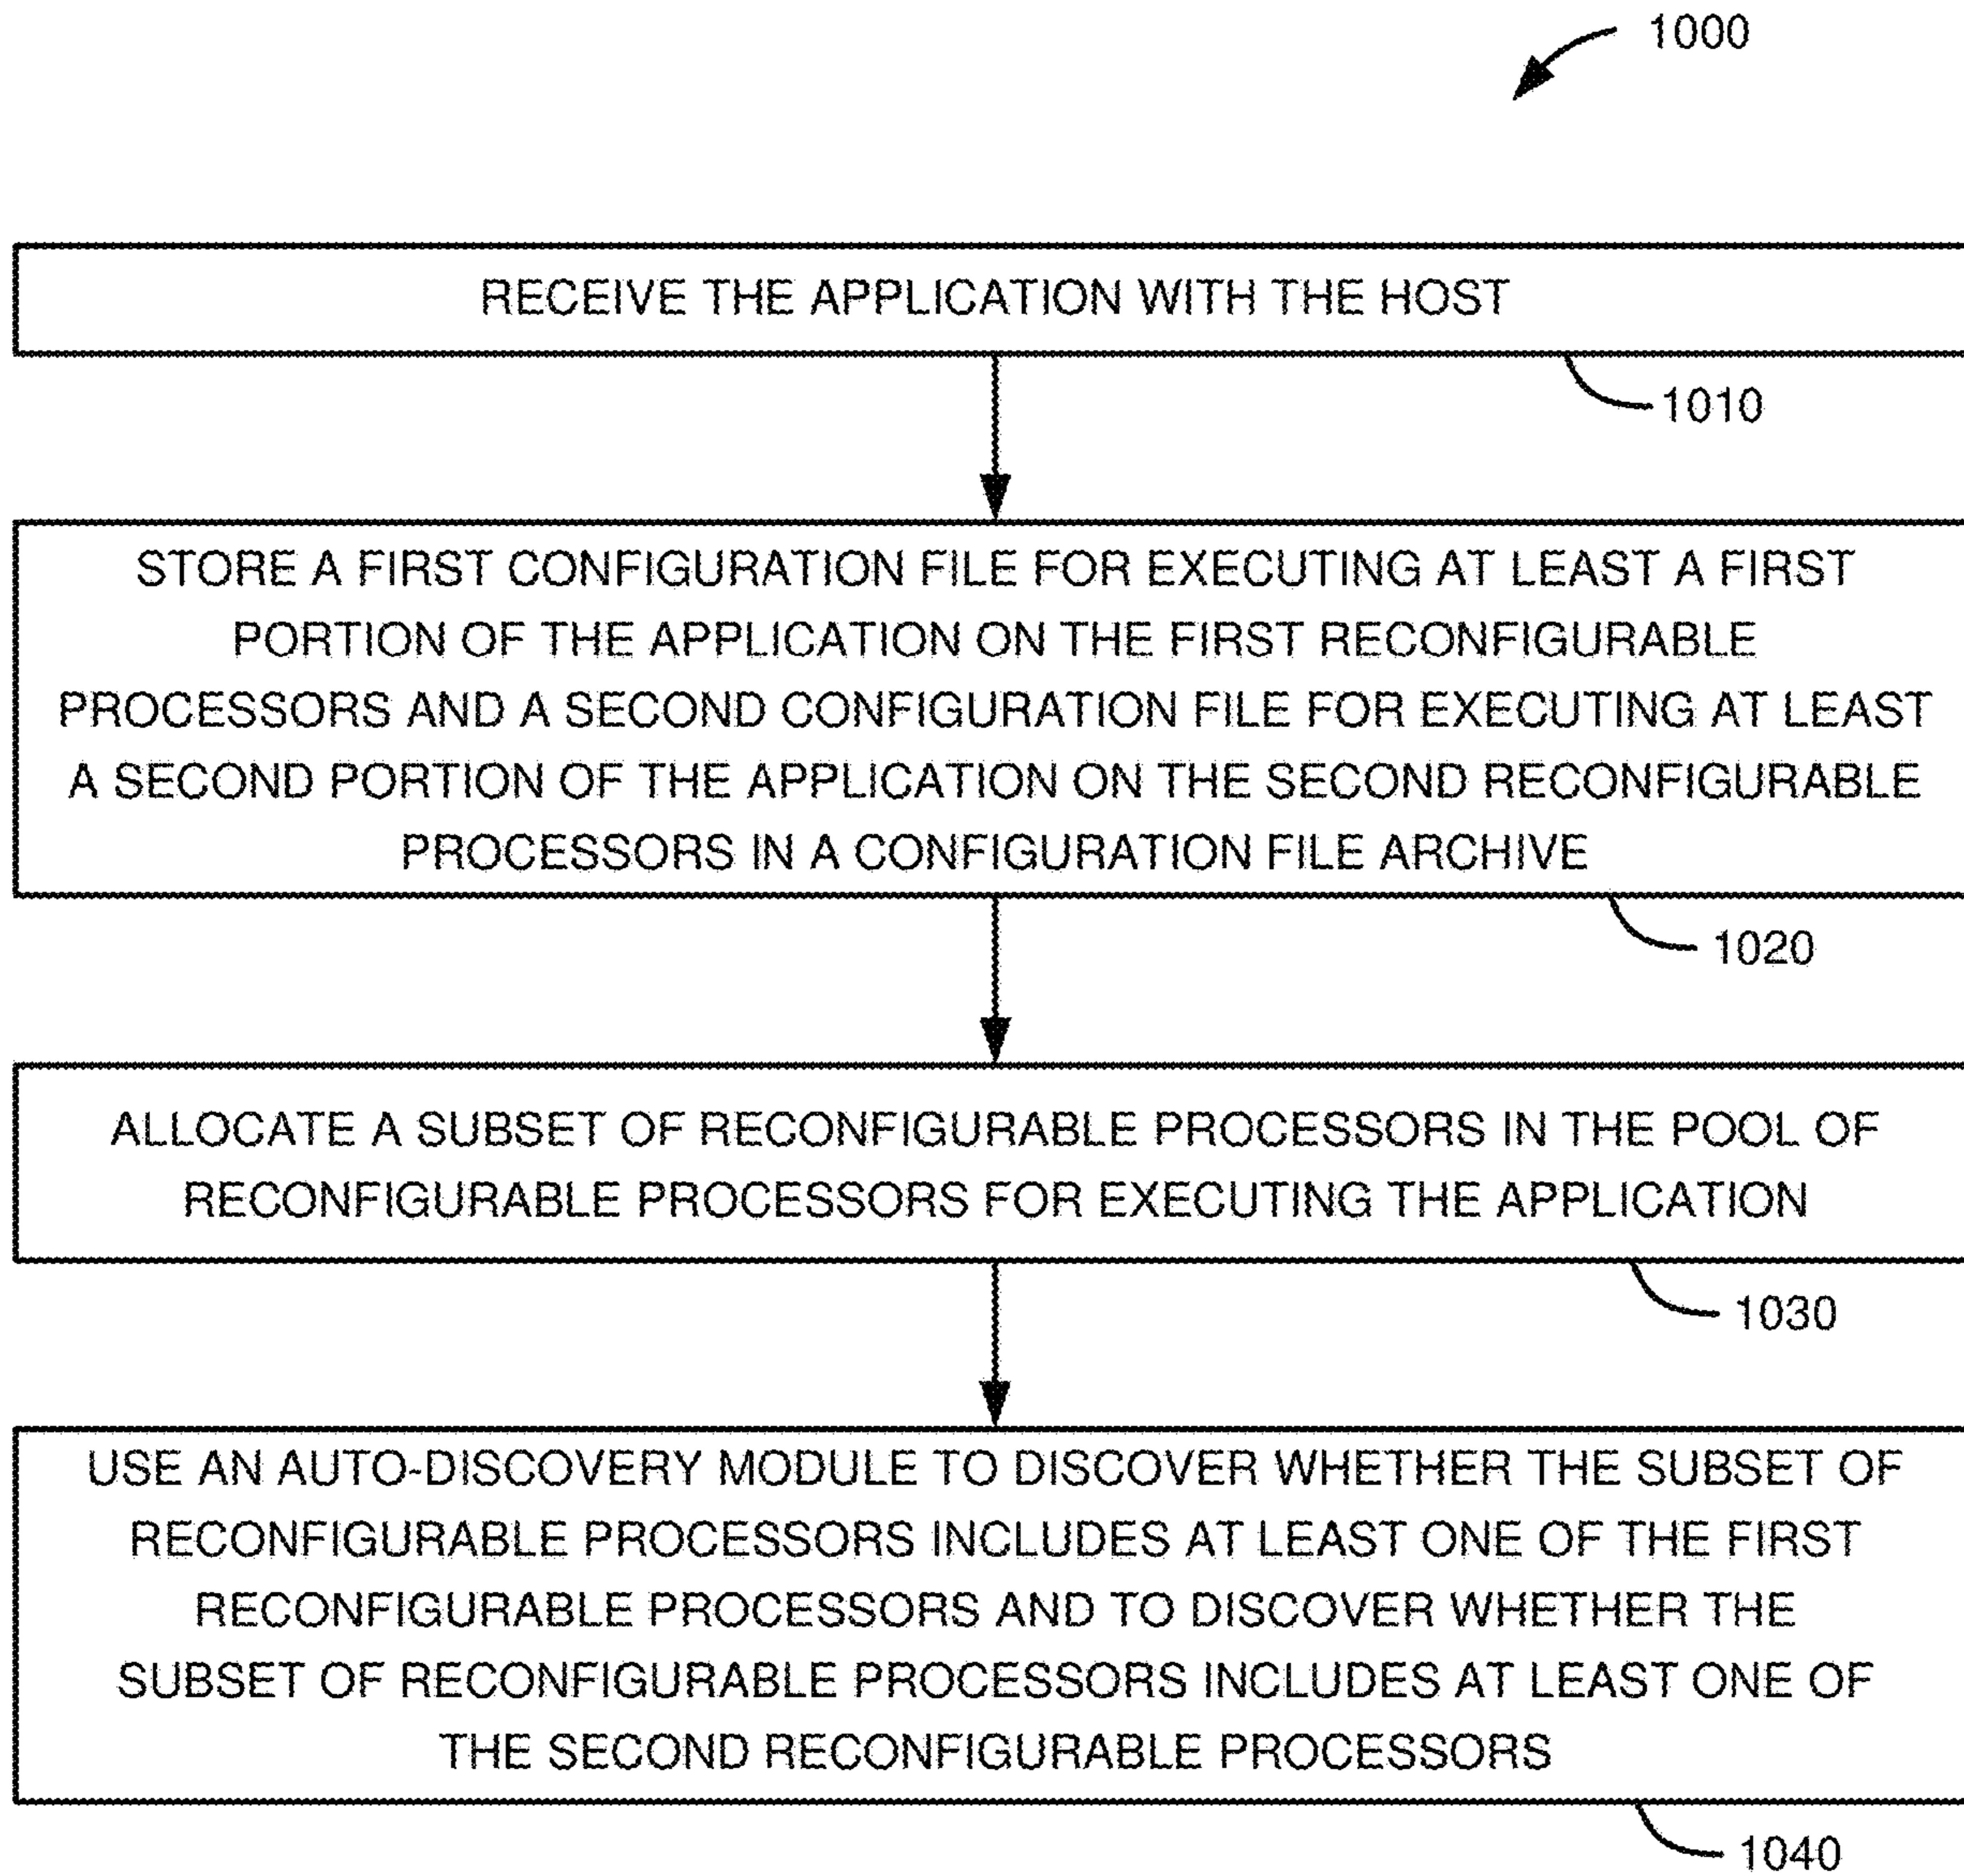 1000
RECEIVE THE APPLICATION WITH THE HOST
1010
STORE A FIRST CONFIGURATION FILE FOR EXECUTING AT LEAST A FIRST
PORTION OF THE APPLICATION ON THE FIRST RECONFIGURABLE
PROCESSORS AND A SECOND CONFIGURATION FILE FOR EXECUTING AT LEAST
A SECOND PORTION OF THE APPLICATION ON THE SECOND RECONFIGURABLE
PROCESSORS IN A CONFIGURATION FILE ARCHIVE
1020
ALLOCATE A SUBSET OF RECONFIGURABLE PROCESSORS IN THE POOL OF
RECONFIGURABLE PROCESSORS FOR EXECUTING THE APPLICATION
1030
USE AN AUTO-DISCOVERY MODULE TO DISCOVER WHETHER THE SUBSET OF
RECONFIGURABLE PROCESSORS INCLUDES AT LEAST ONE OF THE FIRST
RECONFIGURABLE PROCESSORS AND TO DISCOVER WHETHER THE
SUBSET OF RECONFIGURABLE PROCESSORS INCLUDES AT LEAST ONE OF
THE SECOND RECONFIGURABLE PROCESSORS
1040